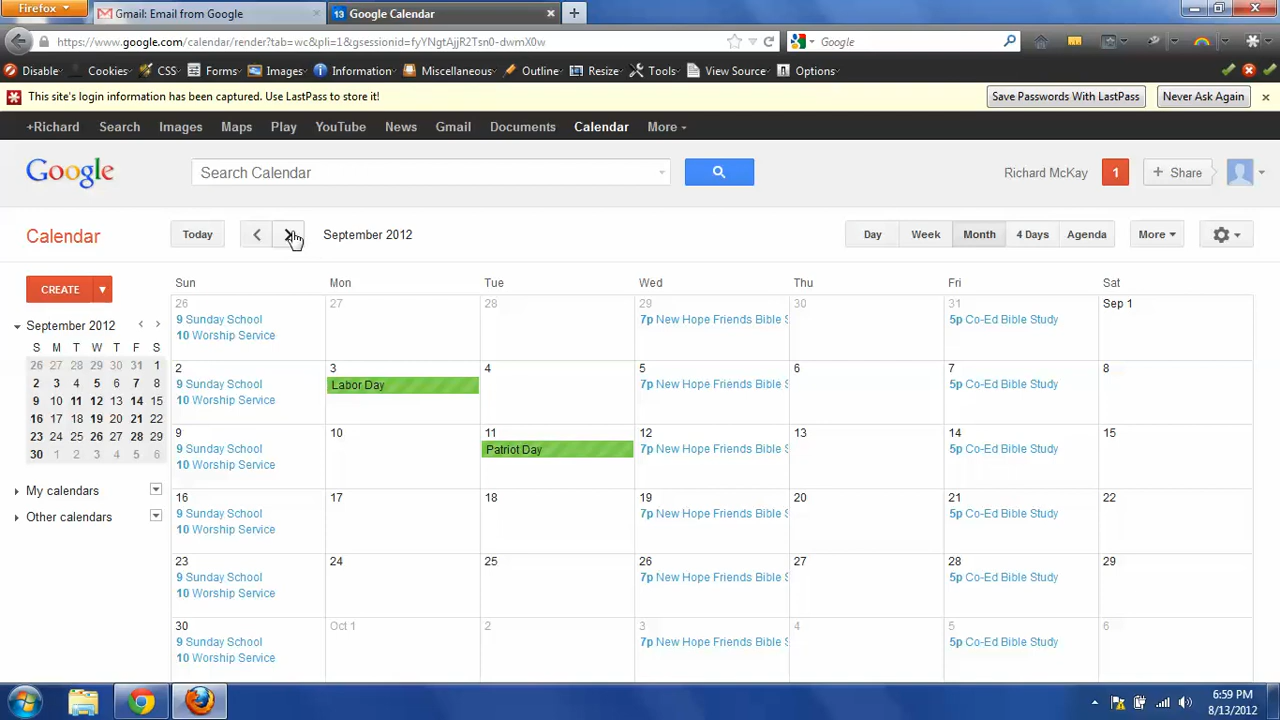 Firefox
Gmail: Email from Google
13 Google Calendar
https://www.google.com/calendar/render?tab=wc&pli=1&gsessionid=fyYNgtAjjR2Tsn0-dwmX0w
Google
Disable Cookies CSS Forms Images Information Miscellaneous Outline Resize Tools View Source Options
This site's login information has been captured. Use LastPass to store it! Save Passwords With LastPass Never Ask Again
+Richard Search Images Maps Play YouTube News Gmail Documents Calendar More
Google Search Calendar Richard McKay 1 + Share
Calendar Today September 2012 Day Week Month 4 Days Agenda More
CREATE
Sun Mon Tue Wed Thu Fri Sat
26 27 28 29 30 31 Sep 1
9 Sunday School 7p New Hope Friends Bible S 5p Co-Ed Bible Study
10 Worship Service
2 3 4 5 6 7 8
9 Sunday School Labor Day 7p New Hope Friends Bible S 5p Co-Ed Bible Study
10 Worship Service
9 10 11 12 13 14 15
9 Sunday School Patriot Day 7p New Hope Friends Bible S 5p Co-Ed Bible Study
10 Worship Service
16 17 18 19 20 21 22
9 Sunday School 7p New Hope Friends Bible S 5p Co-Ed Bible Study
10 Worship Service
23 24 25 26 27 28 29
9 Sunday School 7p New Hope Friends Bible S 5p Co-Ed Bible Study
10 Worship Service
30 Oct 1 2 3 4 5 6
9 Sunday School 7p New Hope Friends Bible S 5p Co-Ed Bible Study
10 Worship Service
September 2012
S M T W T F S
26 27 28 29 30 31 1
2 3 4 5 6 7 8
9 10 11 12 13 14 15
16 17 18 19 20 21 22
23 24 25 26 27 28 29
30 1 2 3 4 5 6
My calendars
Other calendars
6:59 PM
8/13/2012